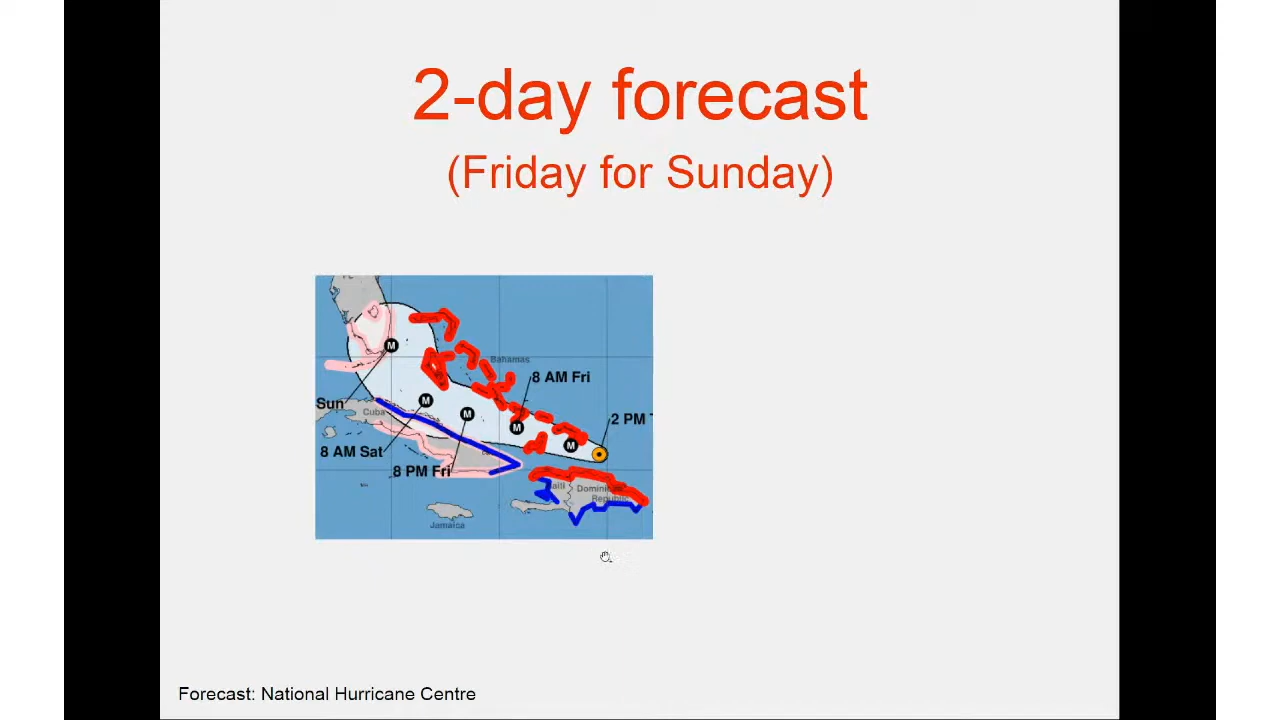 2-day forecast
(Friday for Sunday)
Bahamas
8 AM Fri
M
Sun
M
M
Cuba
2 PM T
M
M
8 AM Sat
8 PM Fri
Dominican
Republic
Jamaica
Forecast: National Hurricane Centre